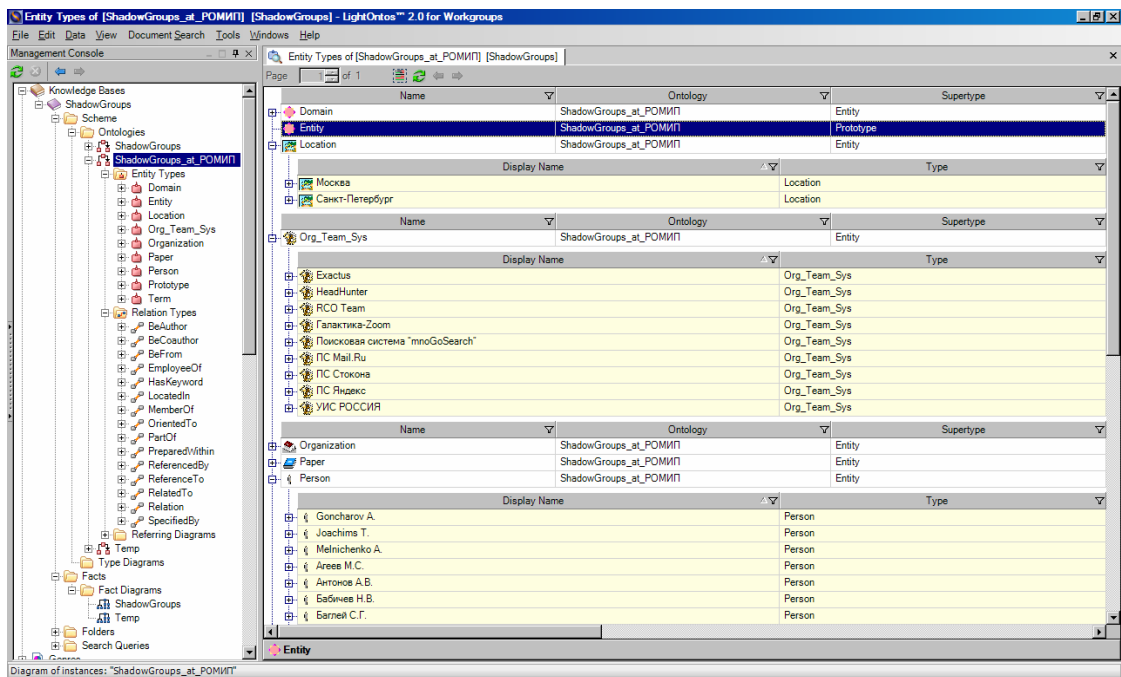 Entity Types of [ShadowGroups_at_РОМИП] [ShadowGroups] - LightOntos™ 2.0 for Workgroups
File Edit Data View Document Search Tools Windows Help
Management Console
Entity Types of [ShadowGroups_at_РОМИП] [ShadowGroups]
Page 1 of 1
Knowledge Bases
ShadowGroups
Scheme
Ontologies
ShadowGroups
ShadowGroups_at_РОМИП
Entity Types
Domain
Entity
Location
Org_Team_Sys
Organization
Paper
Person
Prototype
Term
Relation Types
BeAuthor
BeCoauthor
BeFrom
EmployeeOf
HasKeyword
LocatedIn
MemberOf
OrientedTo
PartOf
PreparedWithin
ReferencedBy
ReferenceTo
RelatedTo
Relation
SpecifiedBy
Referring Diagrams
Temp
Type Diagrams
Facts
Fact Diagrams
ShadowGroups
Temp
Folders
Search Queries
Genres
Name Ontology Supertype
Domain ShadowGroups_at_РОМИП Entity
Entity ShadowGroups_at_РОМИП Prototype
Location ShadowGroups_at_РОМИП Entity
Display Name Type
Москва Location
Санкт-Петербург Location
Name Ontology Supertype
Org_Team_Sys ShadowGroups_at_РОМИП Entity
Display Name Type
Exactus Org_Team_Sys
HeadHunter Org_Team_Sys
RCO Team Org_Team_Sys
Галактика-Zoom Org_Team_Sys
Поисковая система "mnoGoSearch" Org_Team_Sys
ПС Mail.Ru Org_Team_Sys
ПС Стокона Org_Team_Sys
ПС Яндекс Org_Team_Sys
УИС РОССИЯ Org_Team_Sys
Name Ontology Supertype
Organization ShadowGroups_at_РОМИП Entity
Paper ShadowGroups_at_РОМИП Entity
Person ShadowGroups_at_РОМИП Entity
Display Name Type
Goncharov A. Person
Joachims T. Person
Melnichenko A. Person
Агеев М.С. Person
Антонов А.В. Person
Бабичев Н.В. Person
Баглей С.Г. Person
Entity
Diagram of instances: "ShadowGroups_at_РОМИП"